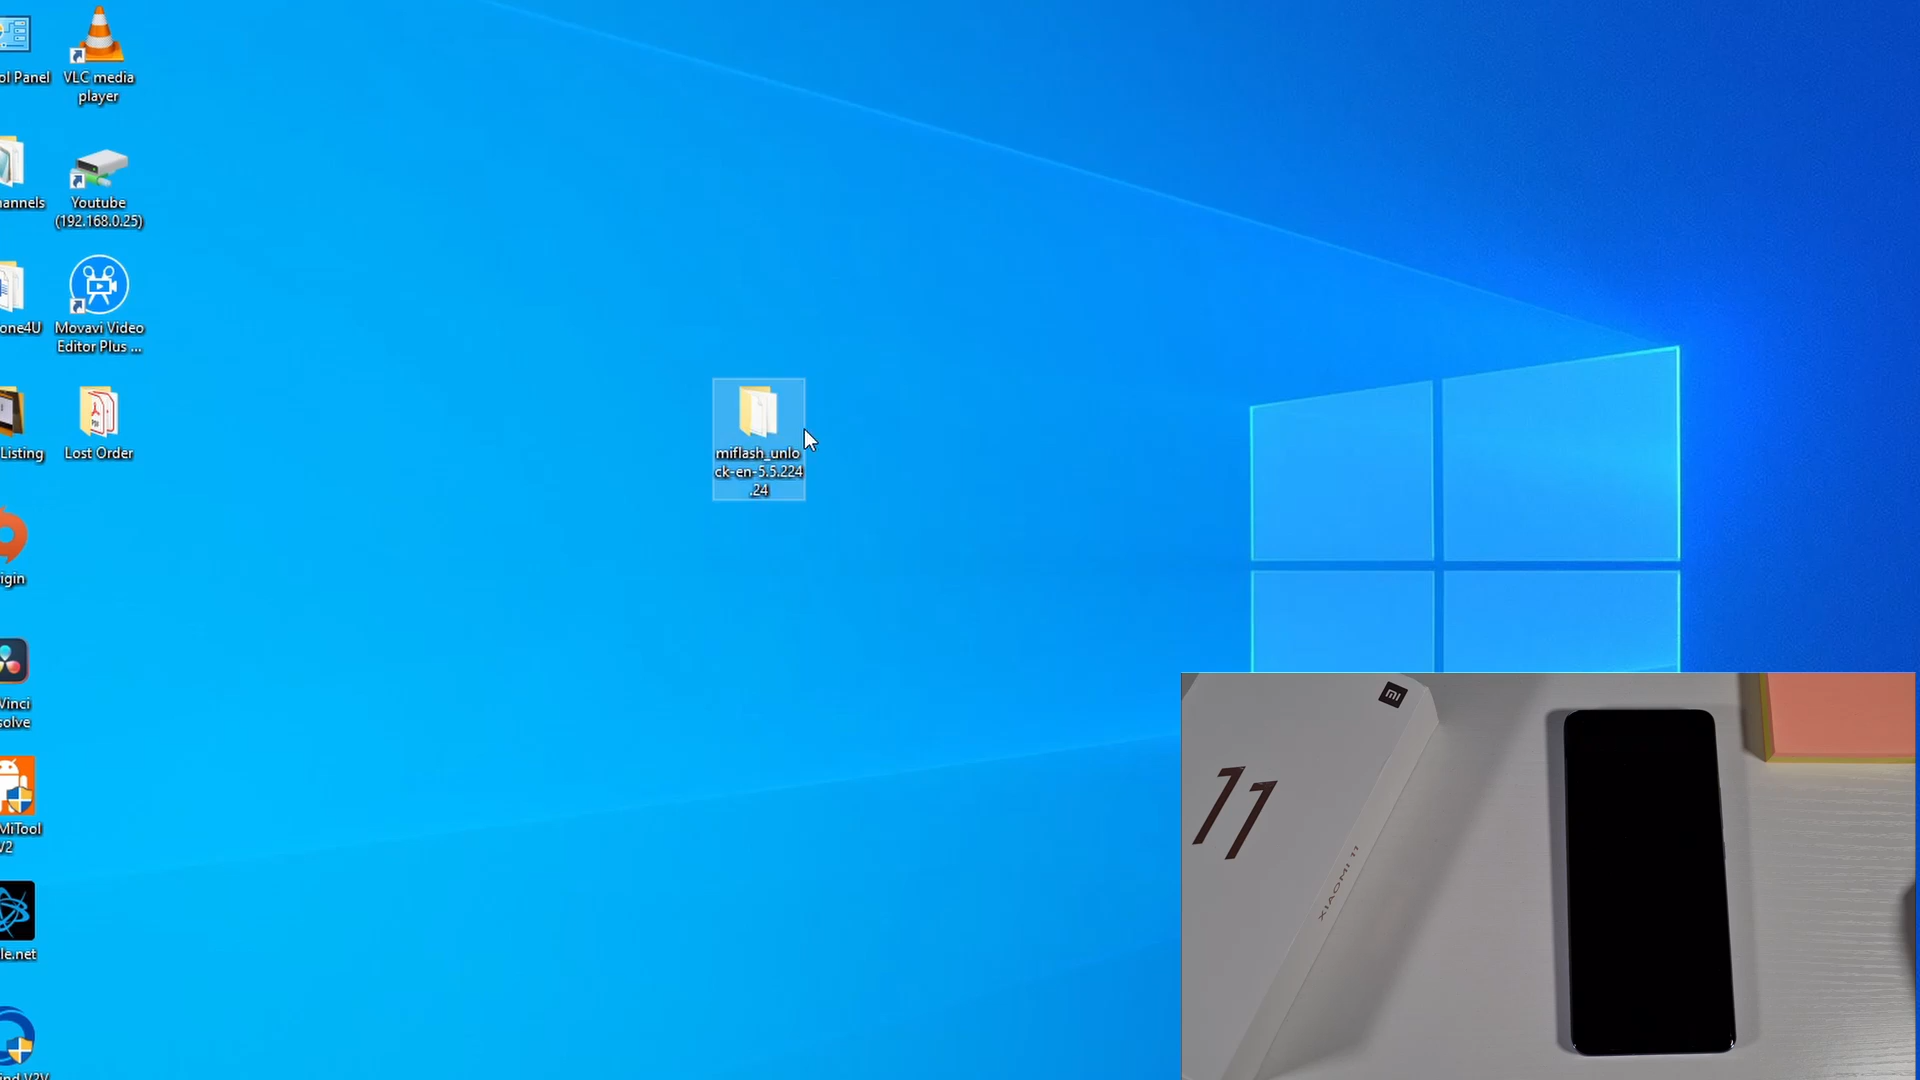 ol Panel
VLC media
player
annels
Youtube
(192.168.0.25)
one4U
Movavi Video
Editor Plus ...
Listing
Lost Order
miflash_unlo
ck-en-5.5.224
.24
igin
Vinci
solve
MiTool
V2
le.net
mi
11
XIAOMI 11